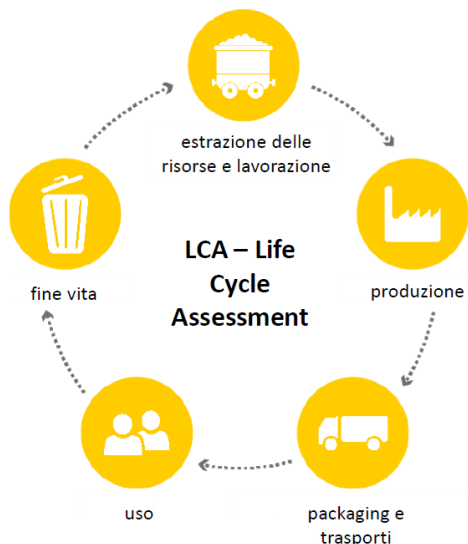 estrazione delle
risorse e lavorazione
LCA – Life
Cycle
Assessment
fine vita
produzione
uso
packaging e
trasporti